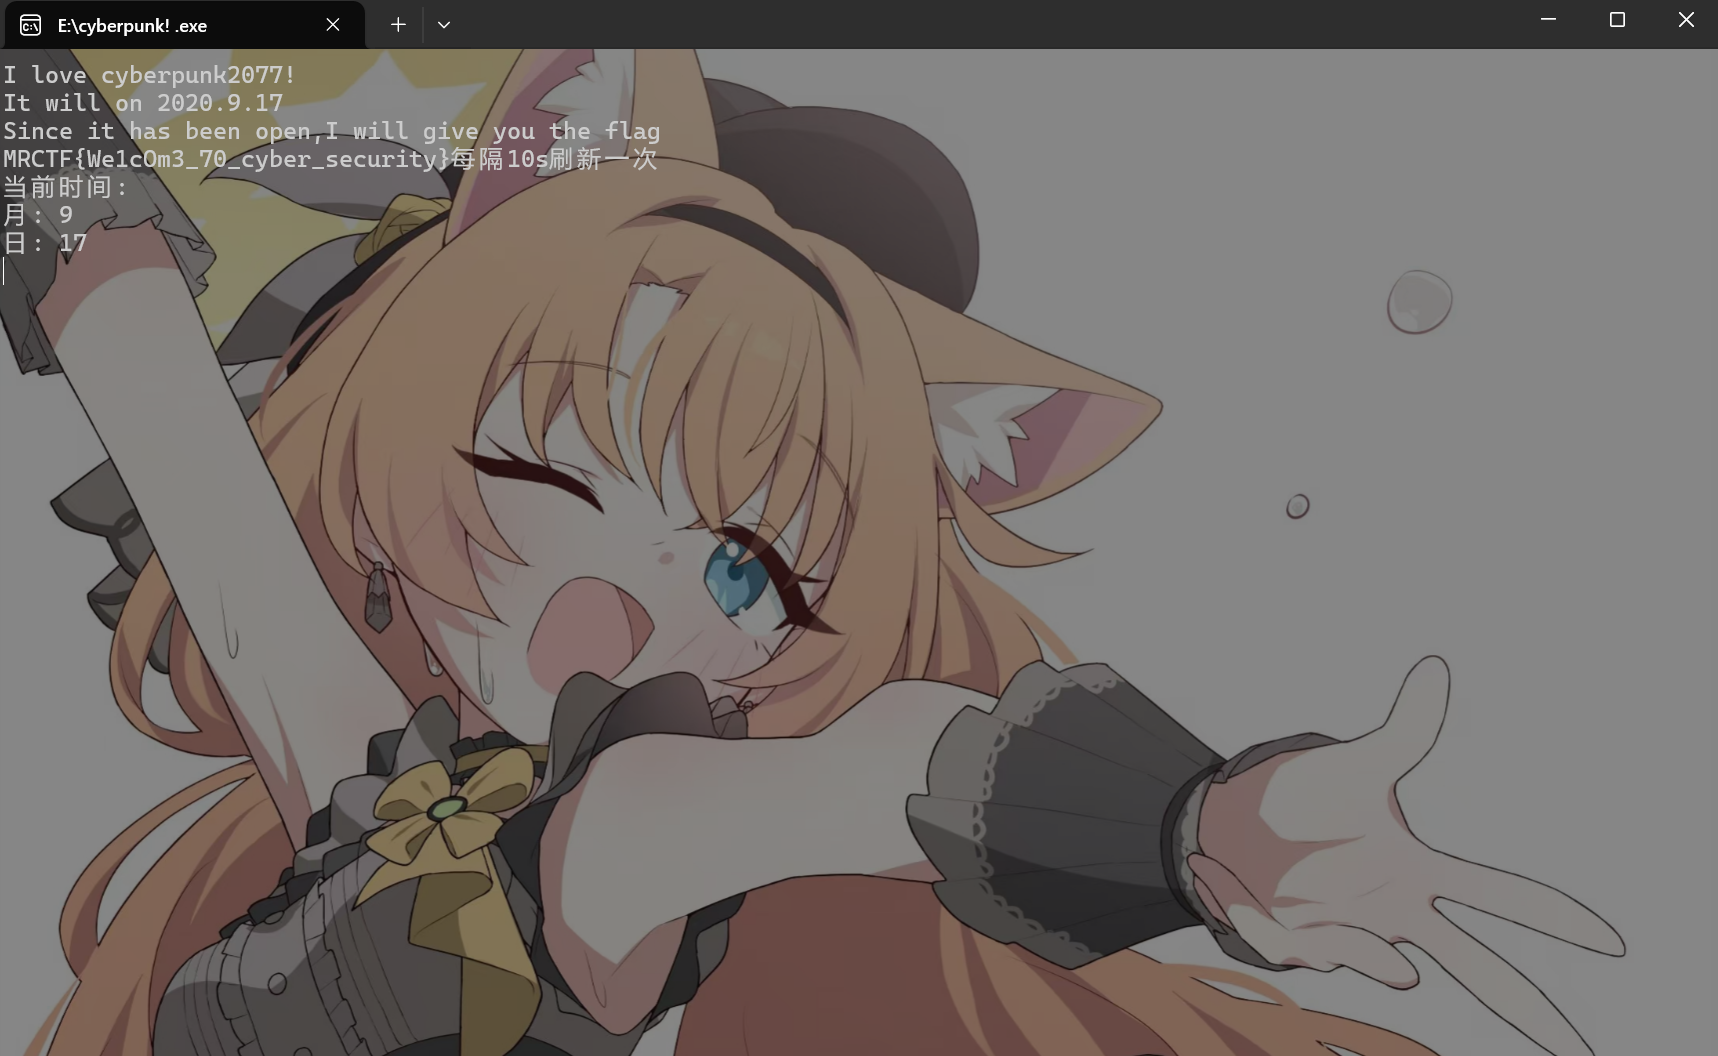 E:\cyberpunk! .exe
I love cyberpunk2077!
It will on 2020.9.17
Since it has been open,I will give you the flag
MRCTF{We1cOm3_70_cyber_security}每隔10s刷新一次
当前时间:
月: 9
日: 17